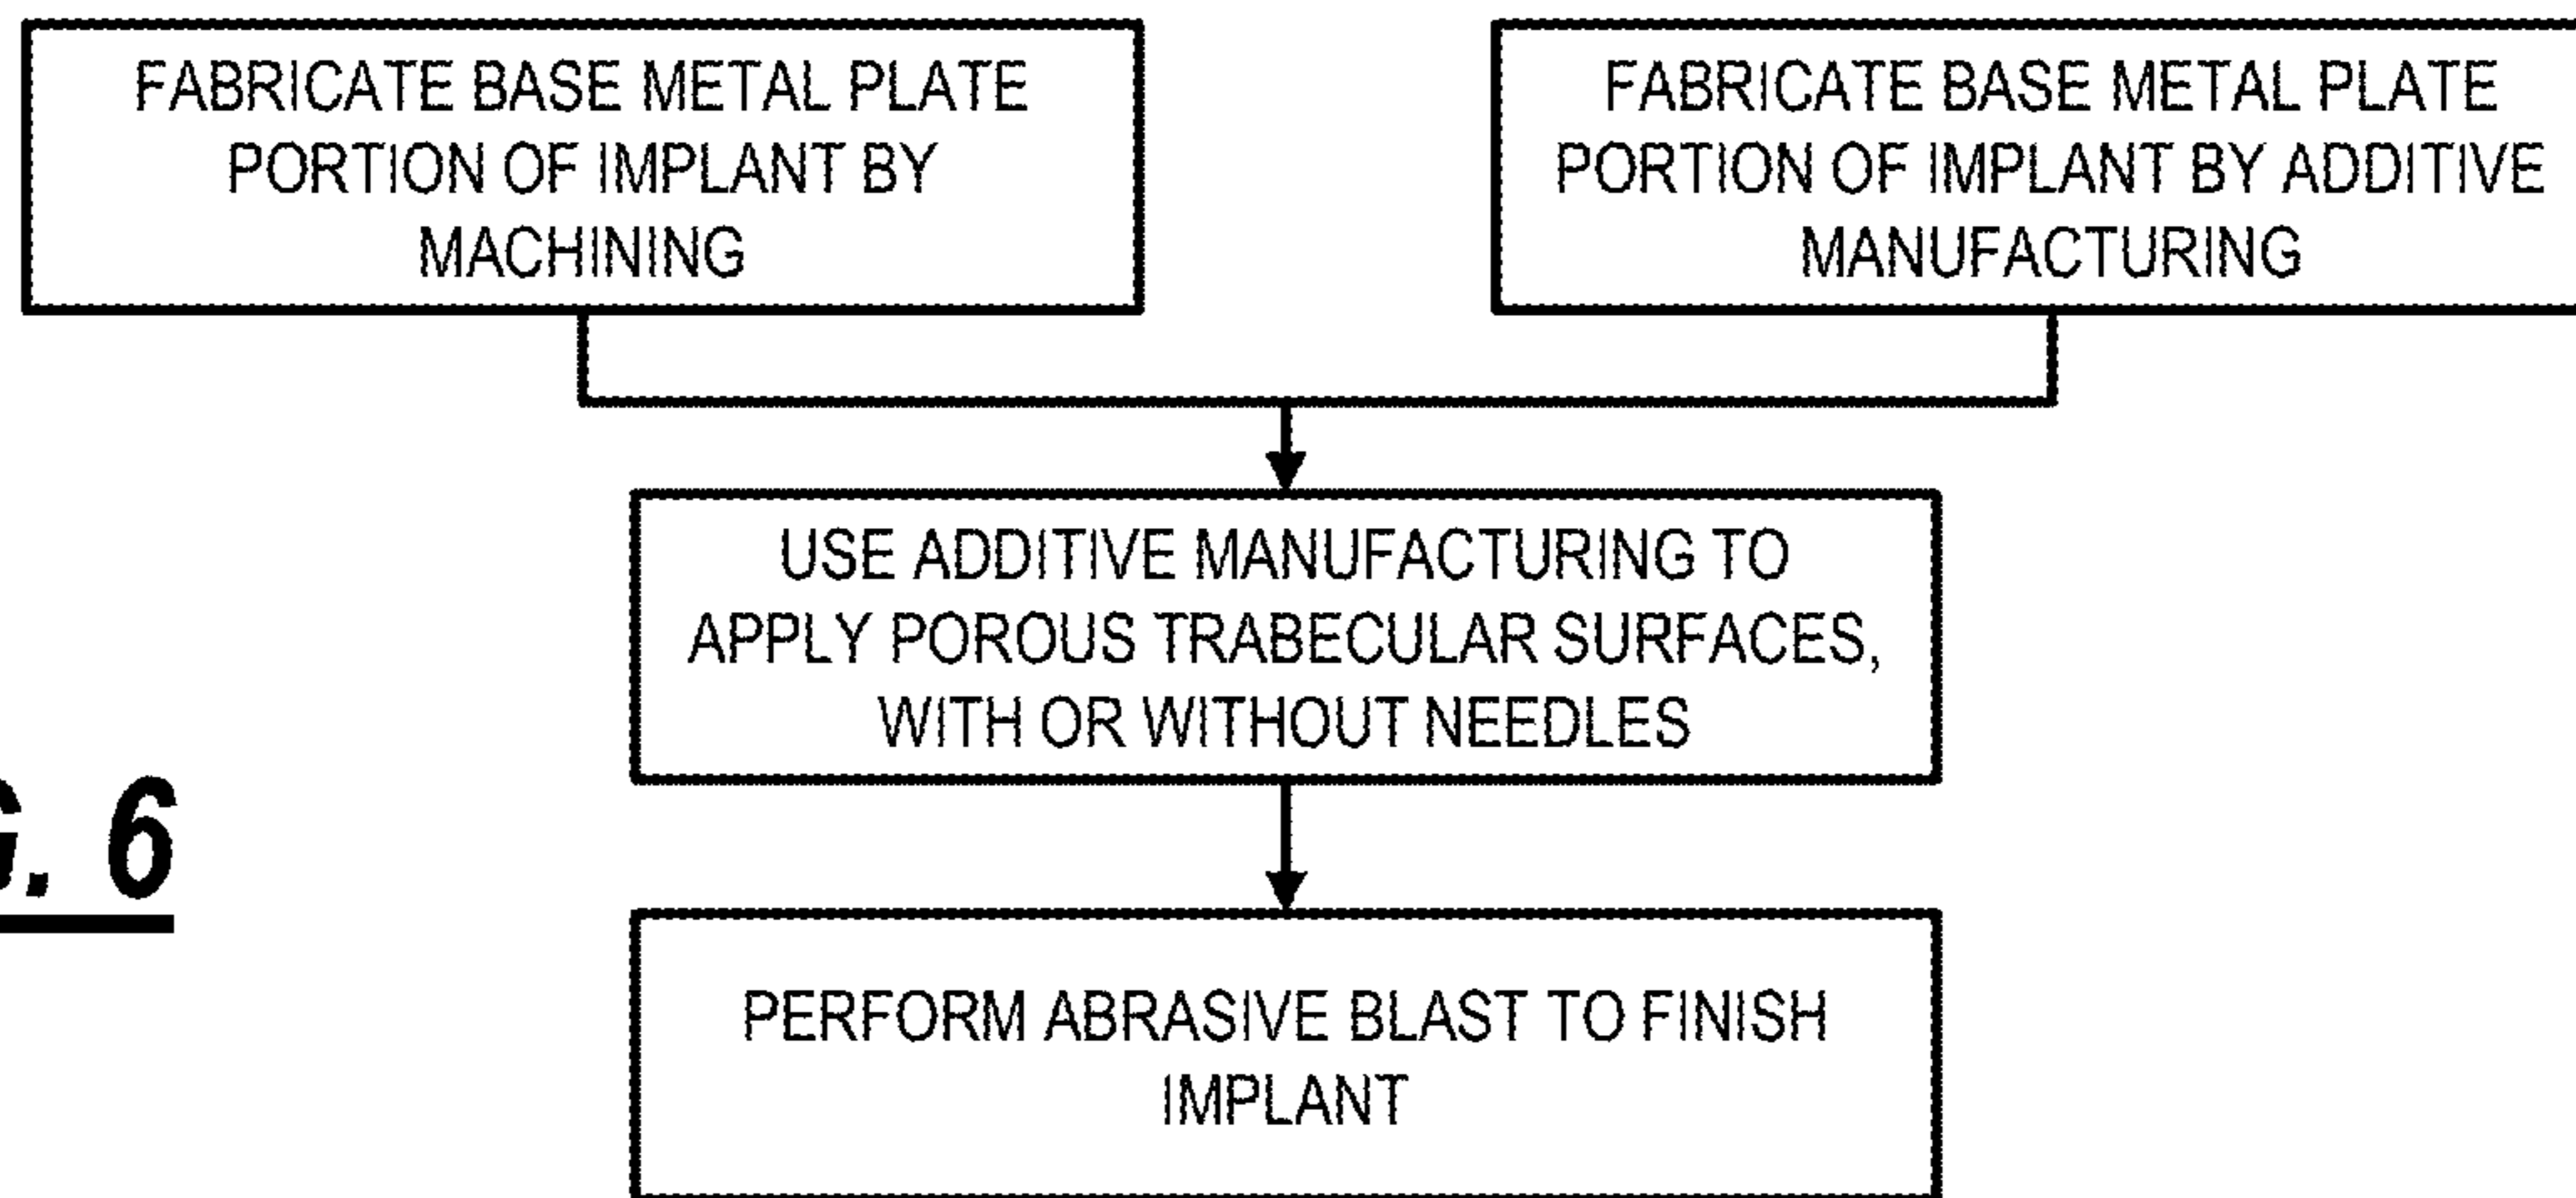 FABRICATE BASE METAL PLATE
PORTION OF IMPLANT BY
MACHINING
FABRICATE BASE METAL PLATE
PORTION OF IMPLANT BY ADDITIVE
MANUFACTURING
USE ADDITIVE MANUFACTURING TO
APPLY POROUS TRABECULAR SURFACES,
WITH OR WITHOUT NEEDLES
G. 6
PERFORM ABRASIVE BLAST TO FINISH
IMPLANT